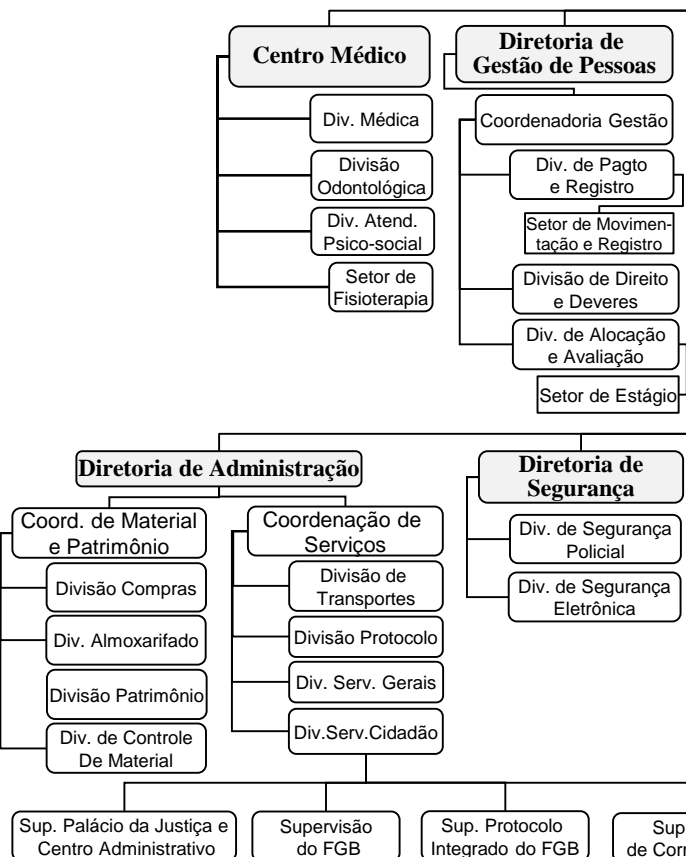 Centro Médico
Div. Médica
Divisão
Odontológica
Div. Atend.
Psico-social
Setor de
Fisioterapia
Diretoria de
Gestão de Pessoas
Coordenadoria Gestão
Div. de Pagto
e Registro
Setor de Movimen-
tação e Registro
Divisão de Direito
e Deveres
Div. de Alocação
e Avaliação
Setor de Estágio
Diretoria de Administração
Coord. de Material
e Patrimônio
Divisão Compras
Div. Almoxarifado
Divisão Patrimônio
Div. de Controle
De Material
Coordenação de
Serviços
Divisão de
Transportes
Divisão Protocolo
Div. Serv. Gerais
Div.Serv.Cidadão
Diretoria de
Segurança
Div. de Segurança
Policial
Div. de Segurança
Eletrônica
Sup. Palácio da Justiça e
Centro Administrativo
Supervisão
do FGB
Sup. Protocolo
Integrado do FGB
Sup
de Corr